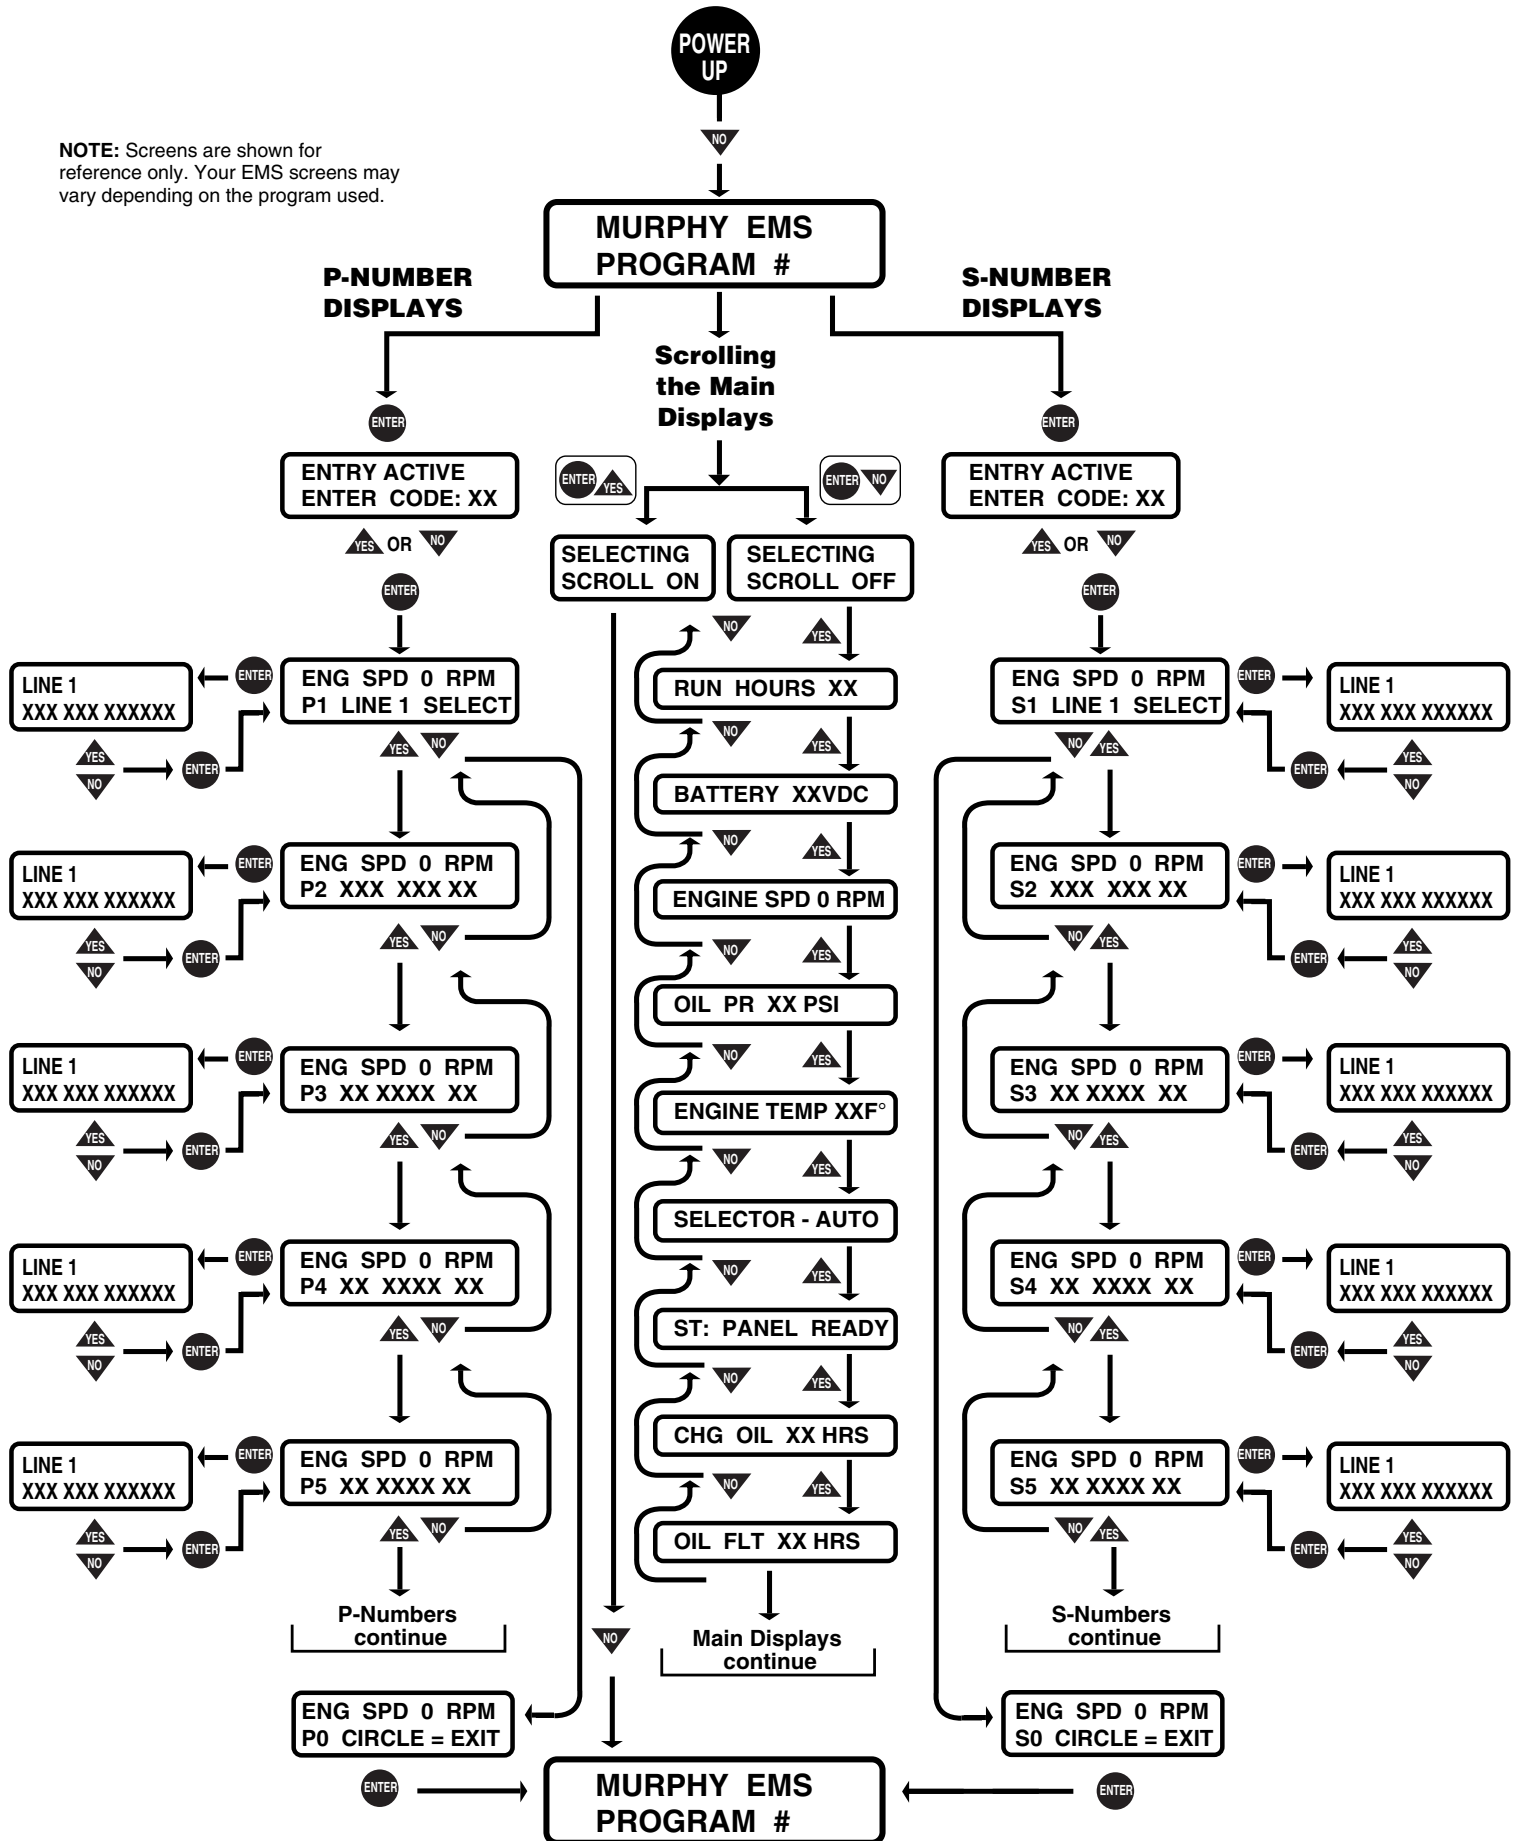 POWER
UP
NO
NOTE: Screens are shown for
reference only. Your EMS screens may
vary depending on the program used.
MURPHY EMS
PROGRAM #
P-NUMBER
DISPLAYS
S-NUMBER
DISPLAYS
Scrolling
the Main
Displays
ENTER
ENTRY ACTIVE
ENTER CODE: XX
YES OR NO
ENTER
ENG SPD 0 RPM
P1 LINE 1 SELECT
ENTER
LINE 1
XXX XXX XXXXXX
YES
NO
ENTER
YES NO
ENG SPD 0 RPM
P2 XXX XXX XX
ENTER
LINE 1
XXX XXX XXXXXX
YES
NO
ENTER
YES NO
ENG SPD 0 RPM
P3 XX XXXX XX
ENTER
LINE 1
XXX XXX XXXXXX
YES
NO
ENTER
YES NO
ENG SPD 0 RPM
P4 XX XXXX XX
ENTER
LINE 1
XXX XXX XXXXXX
YES
NO
ENTER
YES NO
ENG SPD 0 RPM
P5 XX XXXX XX
ENTER
LINE 1
XXX XXX XXXXXX
YES
NO
ENTER
YES NO
P-Numbers
continue
ENG SPD 0 RPM
P0 CIRCLE = EXIT
ENTER
ENTER YES
ENTER NO
SELECTING
SCROLL ON
SELECTING
SCROLL OFF
NO YES
RUN HOURS XX
NO YES
BATTERY XXVDC
NO YES
ENGINE SPD 0 RPM
NO YES
OIL PR XX PSI
NO YES
ENGINE TEMP XXF°
NO YES
SELECTOR - AUTO
NO YES
ST: PANEL READY
NO YES
CHG OIL XX HRS
NO YES
OIL FLT XX HRS
NO
Main Displays
continue
ENTER
ENTRY ACTIVE
ENTER CODE: XX
YES OR NO
ENTER
ENG SPD 0 RPM
S1 LINE 1 SELECT
ENTER
LINE 1
XXX XXX XXXXXX
YES
NO
ENTER
NO YES
ENG SPD 0 RPM
S2 XXX XXX XX
ENTER
LINE 1
XXX XXX XXXXXX
YES
NO
ENTER
NO YES
ENG SPD 0 RPM
S3 XX XXXX XX
ENTER
LINE 1
XXX XXX XXXXXX
YES
NO
ENTER
NO YES
ENG SPD 0 RPM
S4 XX XXXX XX
ENTER
LINE 1
XXX XXX XXXXXX
YES
NO
ENTER
NO YES
ENG SPD 0 RPM
S5 XX XXXX XX
ENTER
LINE 1
XXX XXX XXXXXX
YES
NO
ENTER
NO YES
S-Numbers
continue
ENG SPD 0 RPM
S0 CIRCLE = EXIT
ENTER
MURPHY EMS
PROGRAM #